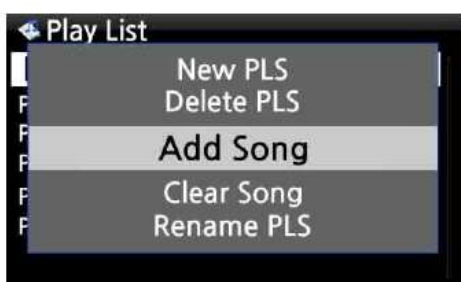 Play List
New PLS
Delete PLS
Add Song
Clear Song
Rename PLS